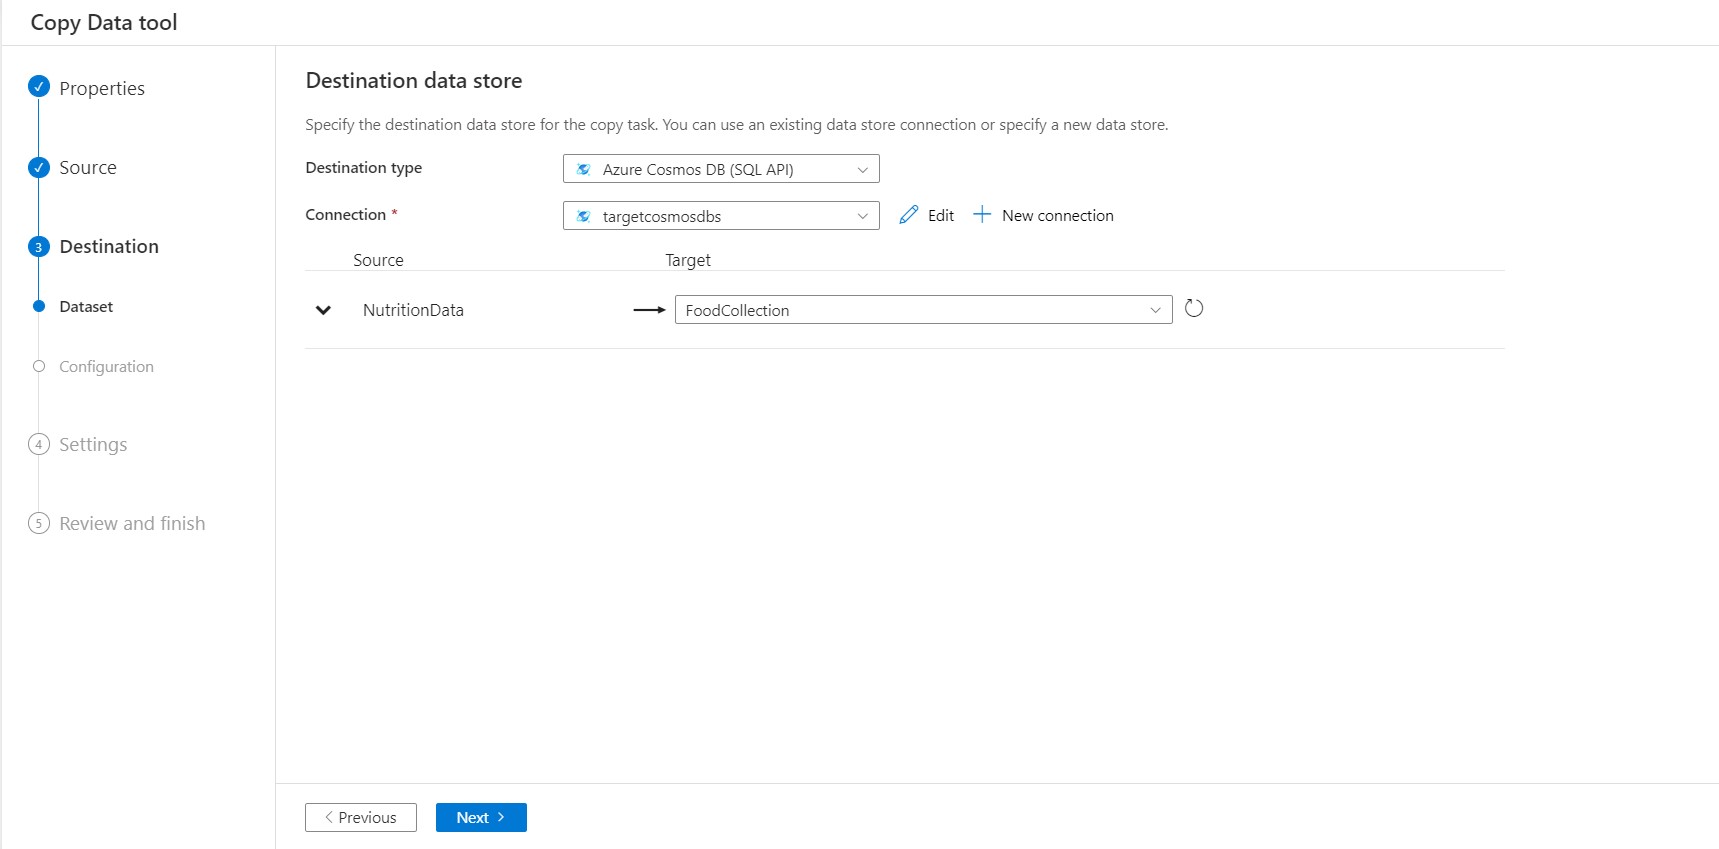 Copy Data tool
Properties
Source
3 Destination
Dataset
Configuration
4 Settings
5 Review and finish
Destination data store
Specify the destination data store for the copy task. You can use an existing data store connection or specify a new data store.
Destination type Azure Cosmos DB (SQL API)
Connection * targetcosmosdbs Edit New connection
Source Target
NutritionData FoodCollection
Previous Next